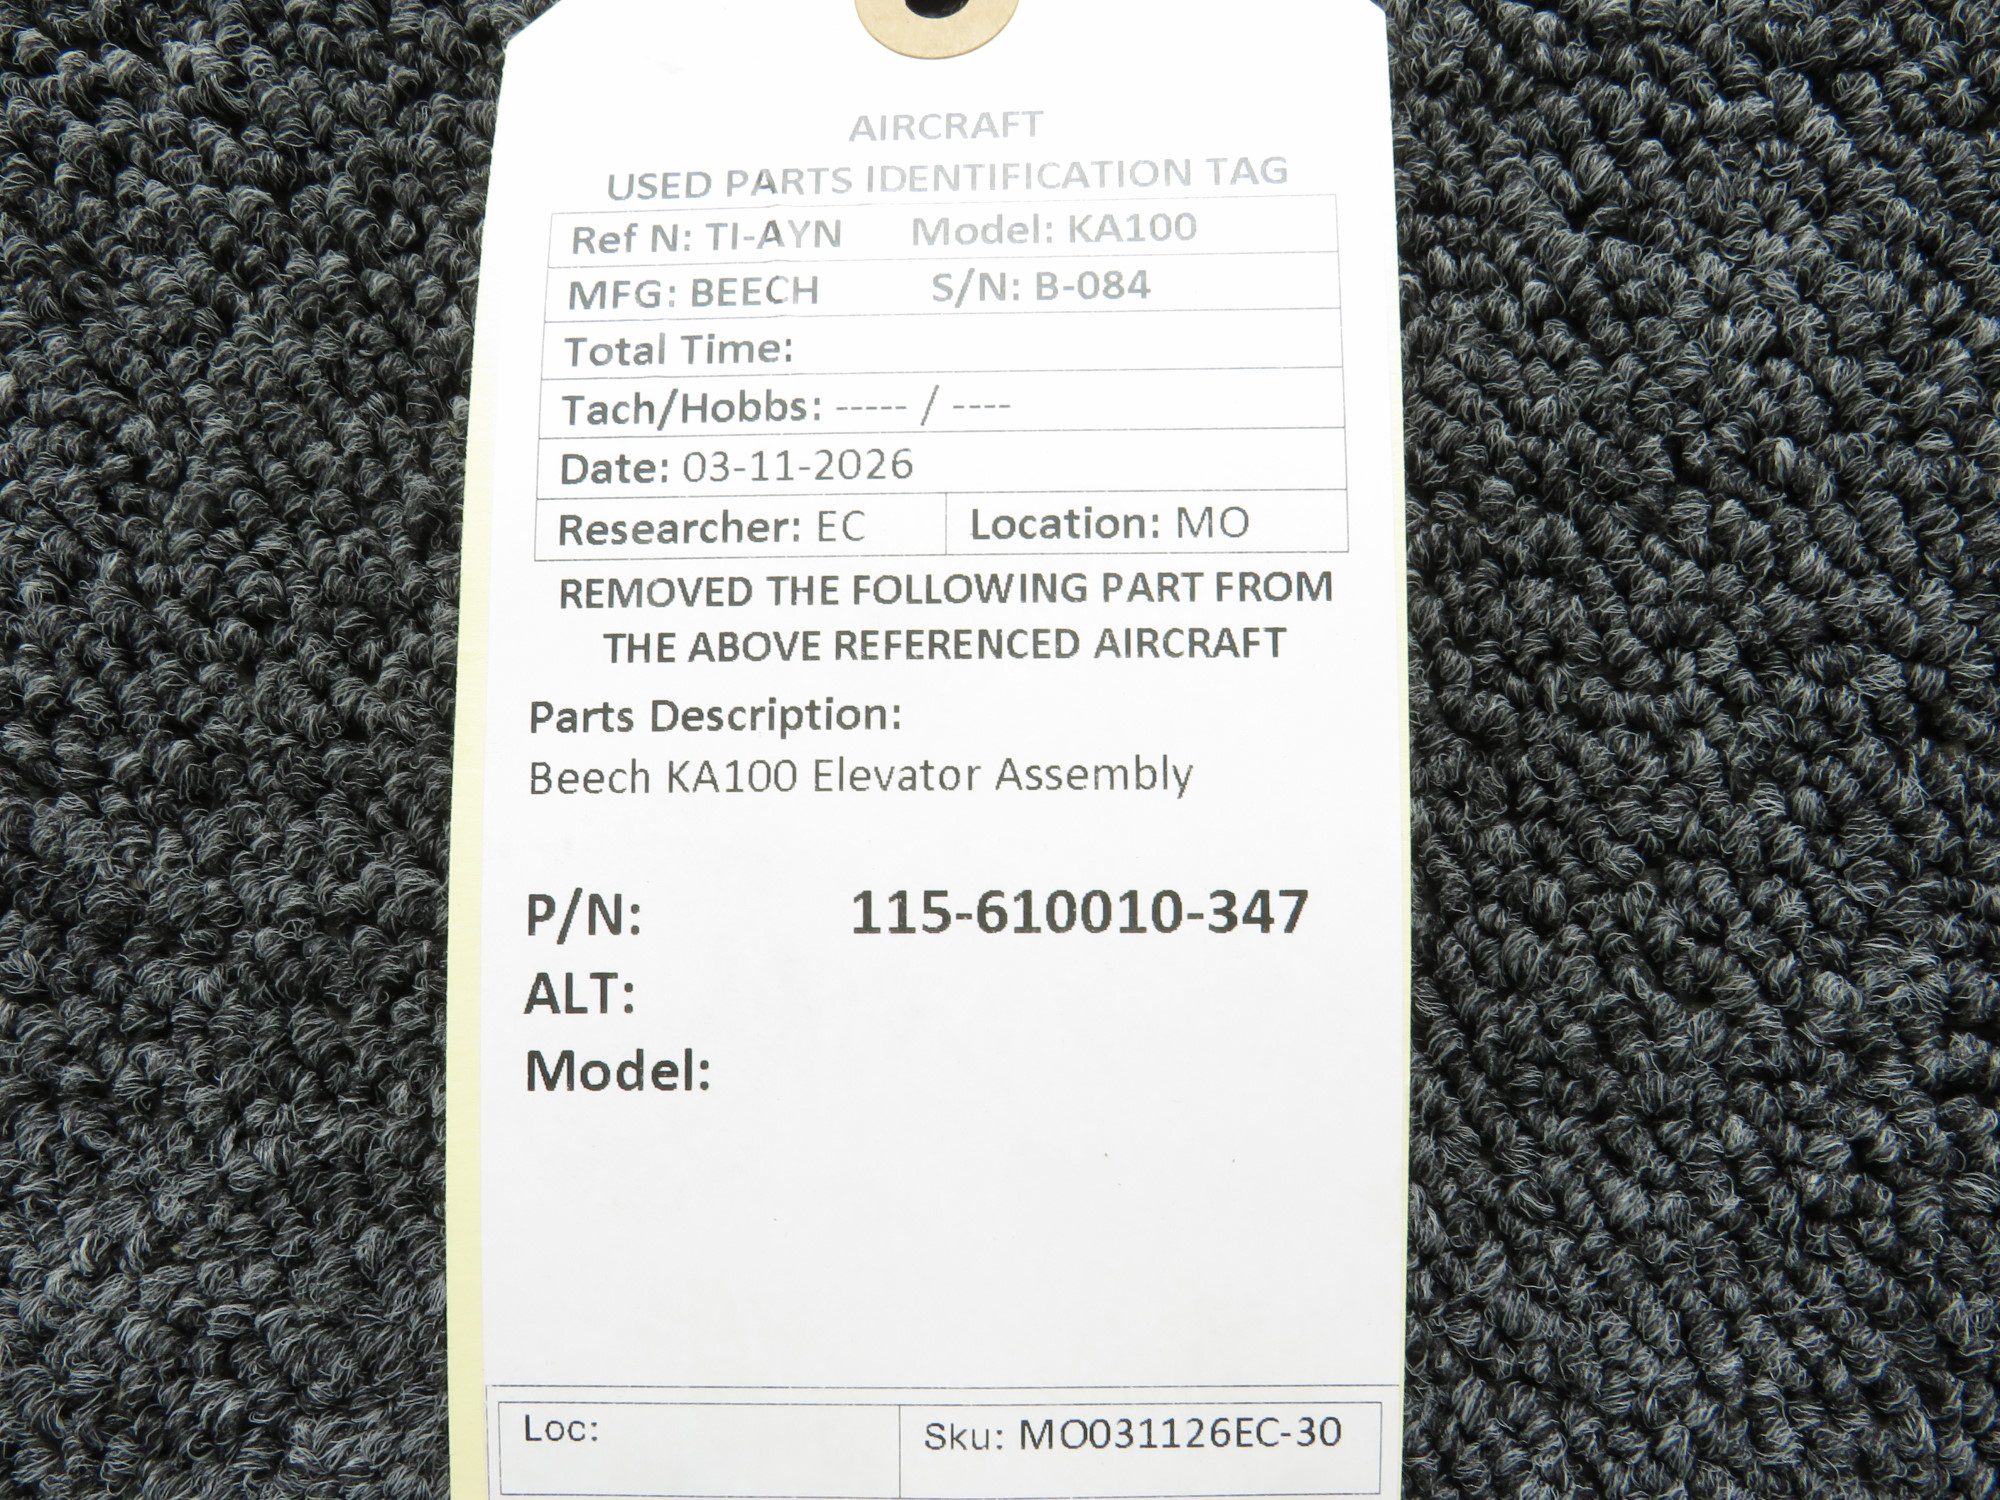 AIRCRAFT
USED PARTS IDENTIFICATION TAG
Ref N: TI-AYN Model: KA100
MFG: BEECH S/N: B-084
Total Time:
Tach/Hobbs: ----- / ----
Date: 03-11-2026
Researcher: EC Location: MO
REMOVED THE FOLLOWING PART FROM
THE ABOVE REFERENCED AIRCRAFT
Parts Description:
Beech KA100 Elevator Assembly
P/N: 115-610010-347
ALT:
Model:
Loc: Sku: MO031126EC-30